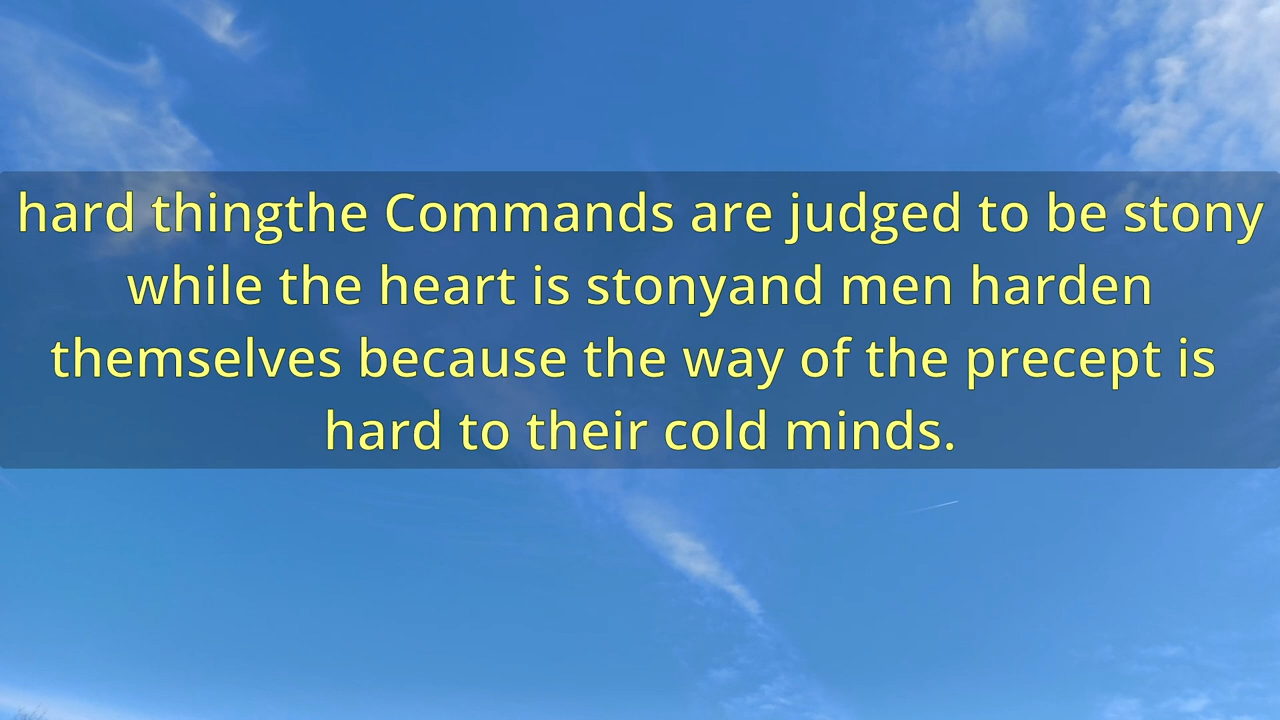 hard thingthe Commands are judged to be stony
while the heart is stonyand men harden
themselves because the way of the precept is
hard to their cold minds.